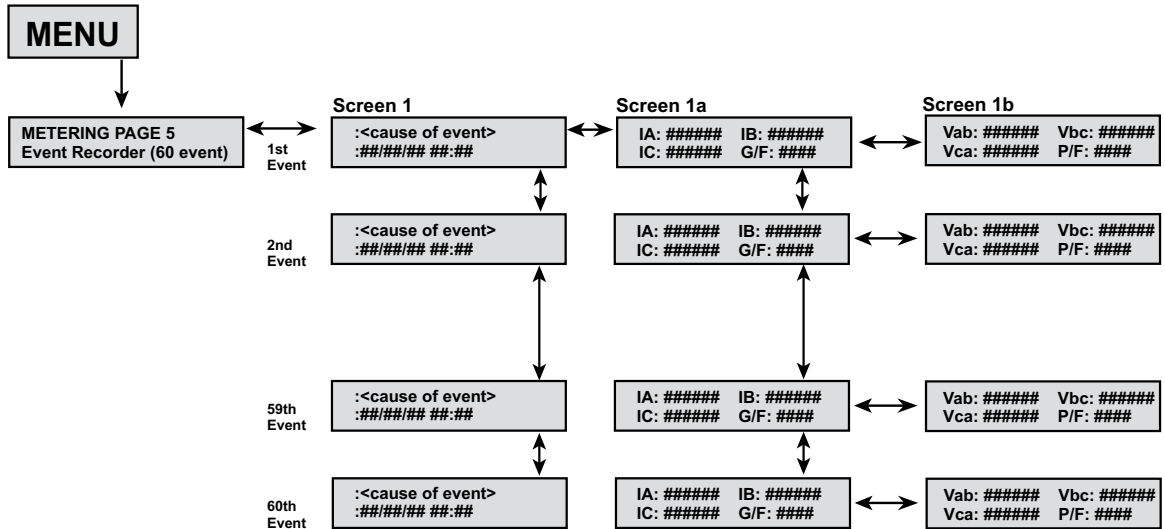 MENU
METERING PAGE 5
Event Recorder (60 event)
Screen 1
Screen 1a
Screen 1b
1st
Event
:<cause of event>
:##/##/## ##:##
IA: ###### IB: ######
IC: ###### G/F: ####
Vab: ###### Vbc: ######
Vca: ###### P/F: ####
2nd
Event
:<cause of event>
:##/##/## ##:##
IA: ###### IB: ######
IC: ###### G/F: ####
Vab: ###### Vbc: ######
Vca: ###### P/F: ####
59th
Event
:<cause of event>
:##/##/## ##:##
IA: ###### IB: ######
IC: ###### G/F: ####
Vab: ###### Vbc: ######
Vca: ###### P/F: ####
60th
Event
:<cause of event>
:##/##/## ##:##
IA: ###### IB: ######
IC: ###### G/F: ####
Vab: ###### Vbc: ######
Vca: ###### P/F: ####